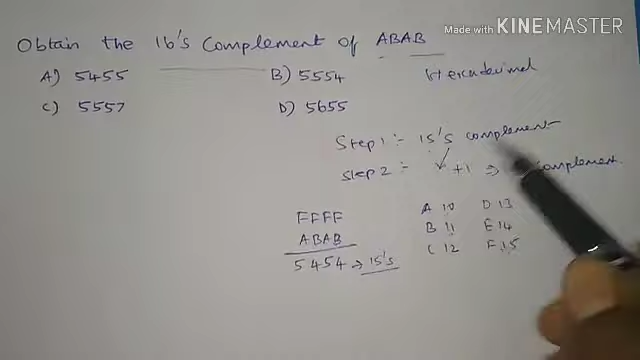 Made with KINEMASTER
Obtain the 16's Complement of ABAB
A) 5455 B) 5554
C) 5557 D) 5655
Hexadecimal
Step 1 :- 15's complement
Step 2 :- +1 ⇒ complement
FFFF
ABAB
5454 → 15's
A 10 D 13
B 11 E 14
C 12 F 15